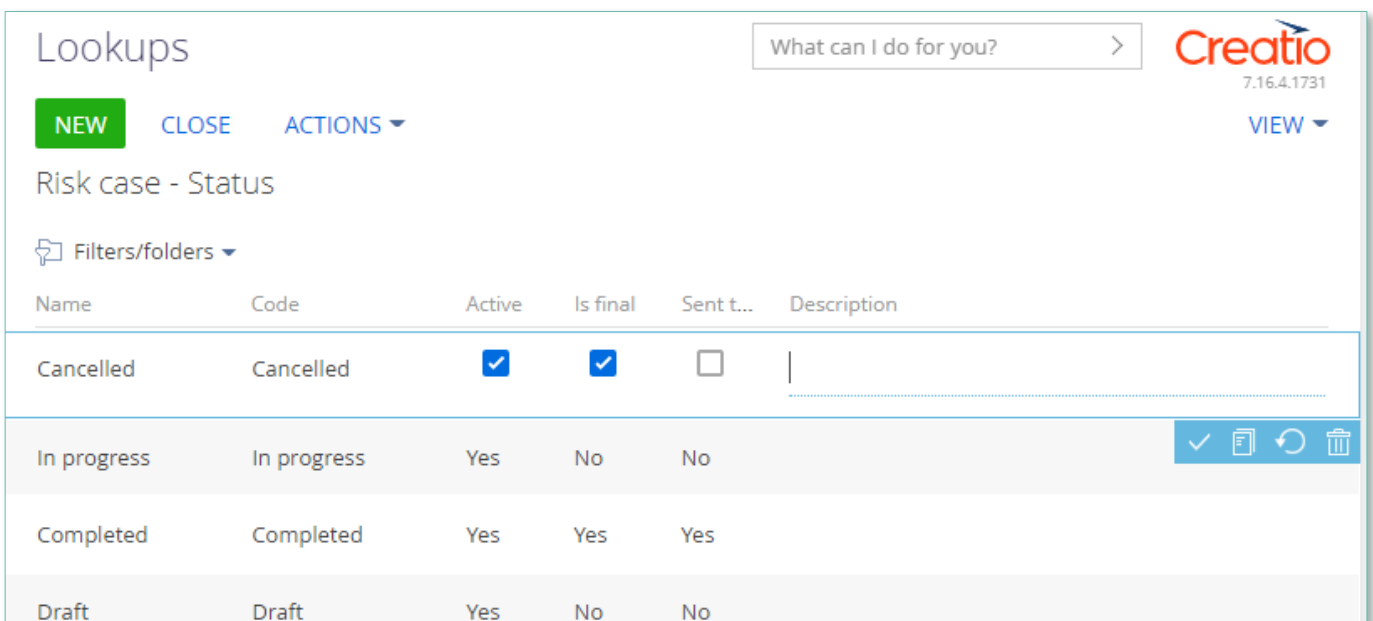 Lookups
What can I do for you?
Creatio
7.16.4.1731
NEW CLOSE ACTIONS VIEW
Risk case - Status
Filters/folders
Name Code Active Is final Sent t... Description
Cancelled Cancelled
In progress In progress Yes No No
Completed Completed Yes Yes Yes
Draft Draft Yes No No